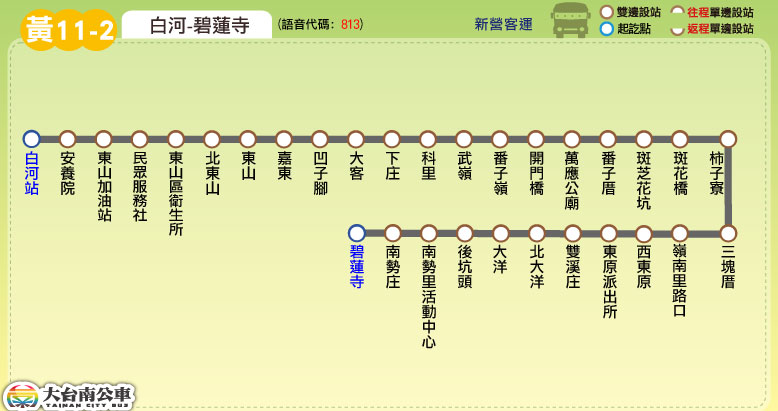 黃11-2
白河-碧蓮寺
(語音代碼：813)
新營客運
雙邊設站
起訖點
往程單邊設站
返程單邊設站
白河站
安養院
東山加油站
民眾服務社
東山區衛生所
北東山
東山
嘉東
凹子腳
大客
下庄
科里
武嶺
番子嶺
開門橋
萬應公廟
番子厝
斑芝花坑
斑花橋
柿子寮
三塊厝
嶺南里路口
西東原
東原派出所
雙溪庄
北大洋
大洋
後坑頭
南勢里活動中心
南勢庄
碧蓮寺
大台南公車
TAINAN CITY BUS